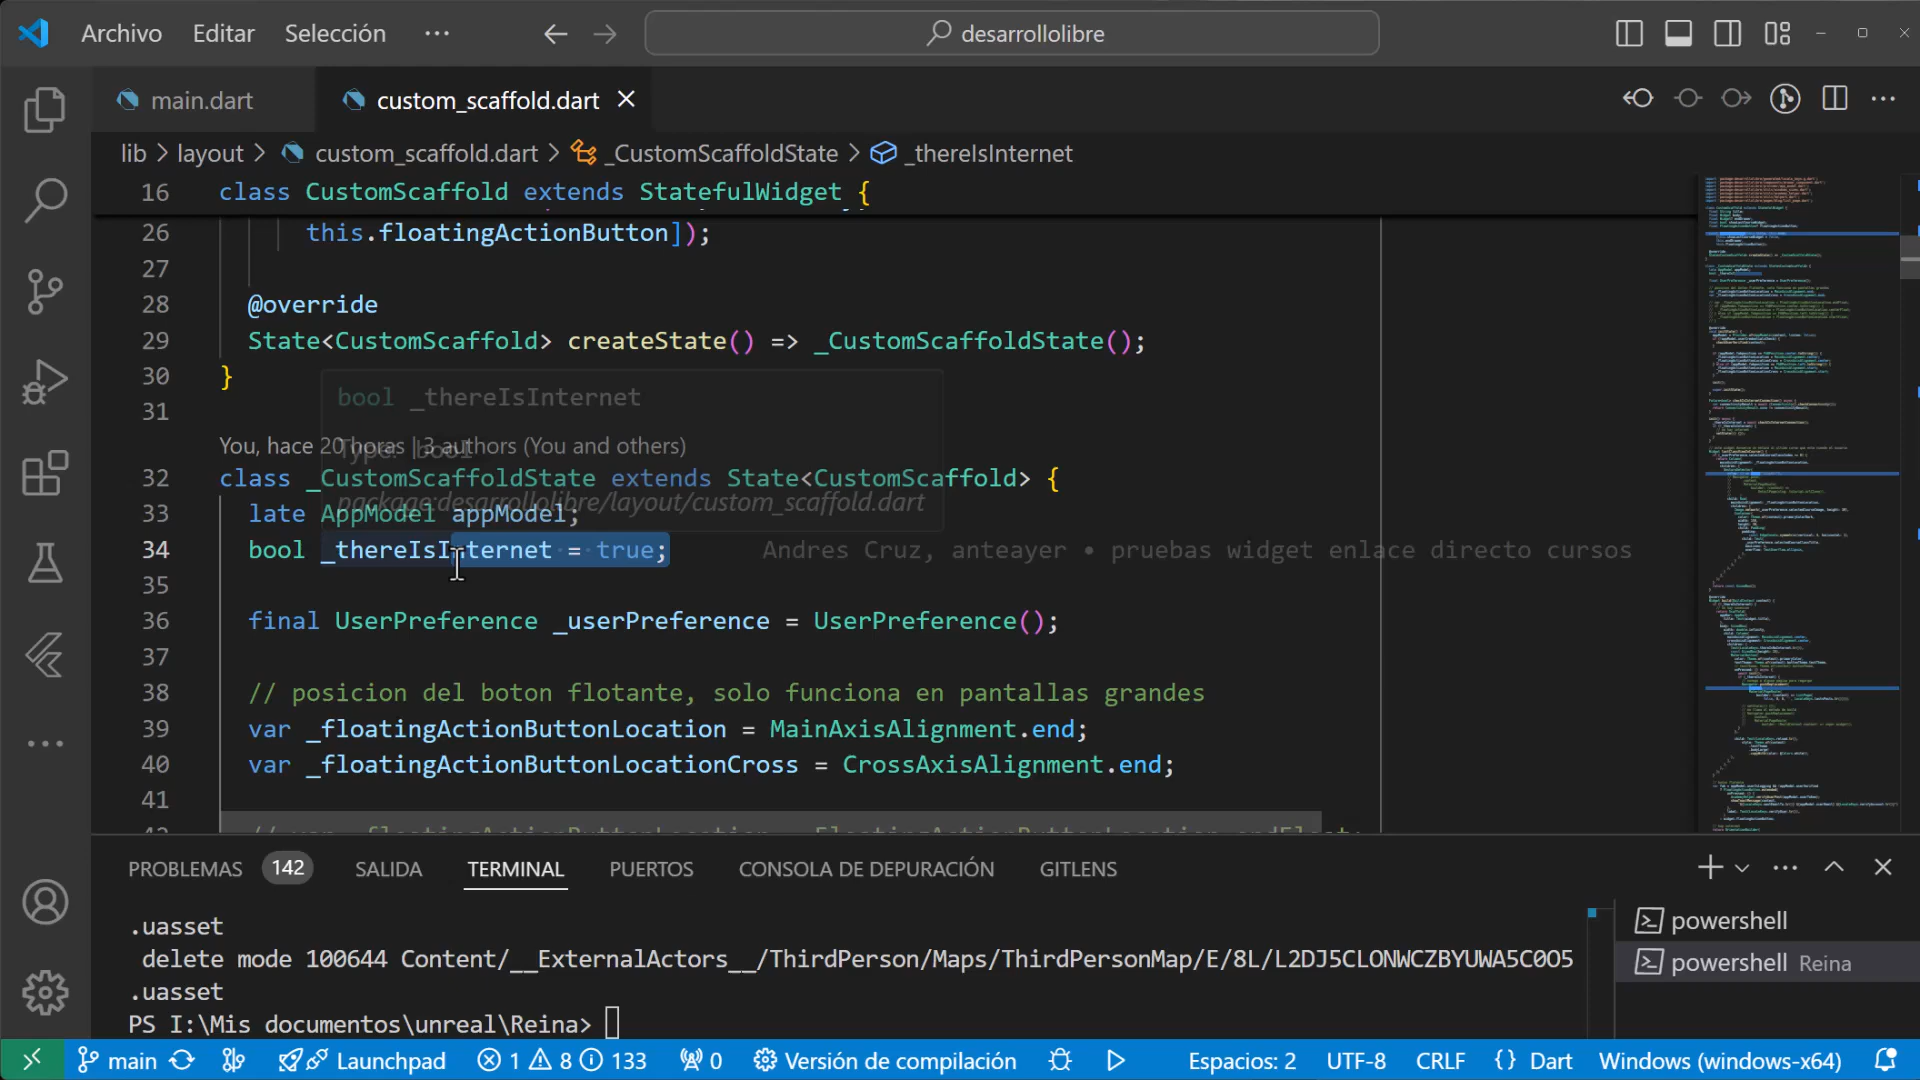 Archivo Editar Selección ···
desarrollolibre
main.dart
custom_scaffold.dart
lib > layout > custom_scaffold.dart > _CustomScaffoldState > _thereIsInternet
16 class CustomScaffold extends StatefulWidget {
26 this.floatingActionButton]);
27
28 @override
29 State<CustomScaffold> createState() => _CustomScaffoldState();
30 }
bool _thereIsInternet
31
You, hace 20 horas | 3 authors (You and others)
Type: bool
32 class _CustomScaffoldState extends State<CustomScaffold> {
package:desarrollolibre/layout/custom_scaffold.dart
33 late AppModel appModel;
34 bool _thereIsInternet = true; Andres Cruz, anteayer • pruebas widget enlace directo cursos
35
36 final UserPreference _userPreference = UserPreference();
37
38 // posicion del boton flotante, solo funciona en pantallas grandes
39 var _floatingActionButtonLocation = MainAxisAlignment.end;
40 var _floatingActionButtonLocationCross = CrossAxisAlignment.end;
41
PROBLEMAS 142 SALIDA TERMINAL PUERTOS CONSOLA DE DEPURACIÓN GITLENS
.uasset
delete mode 100644 Content/__ExternalActors__/ThirdPerson/Maps/ThirdPersonMap/E/8L/L2DJ5CLONWCZBYUWA5C0O5
.uasset
PS I:\Mis documentos\unreal\Reina>
powershell
powershell Reina
main Launchpad 1 8 133 0 Versión de compilación Espacios: 2 UTF-8 CRLF {} Dart Windows (windows-x64)